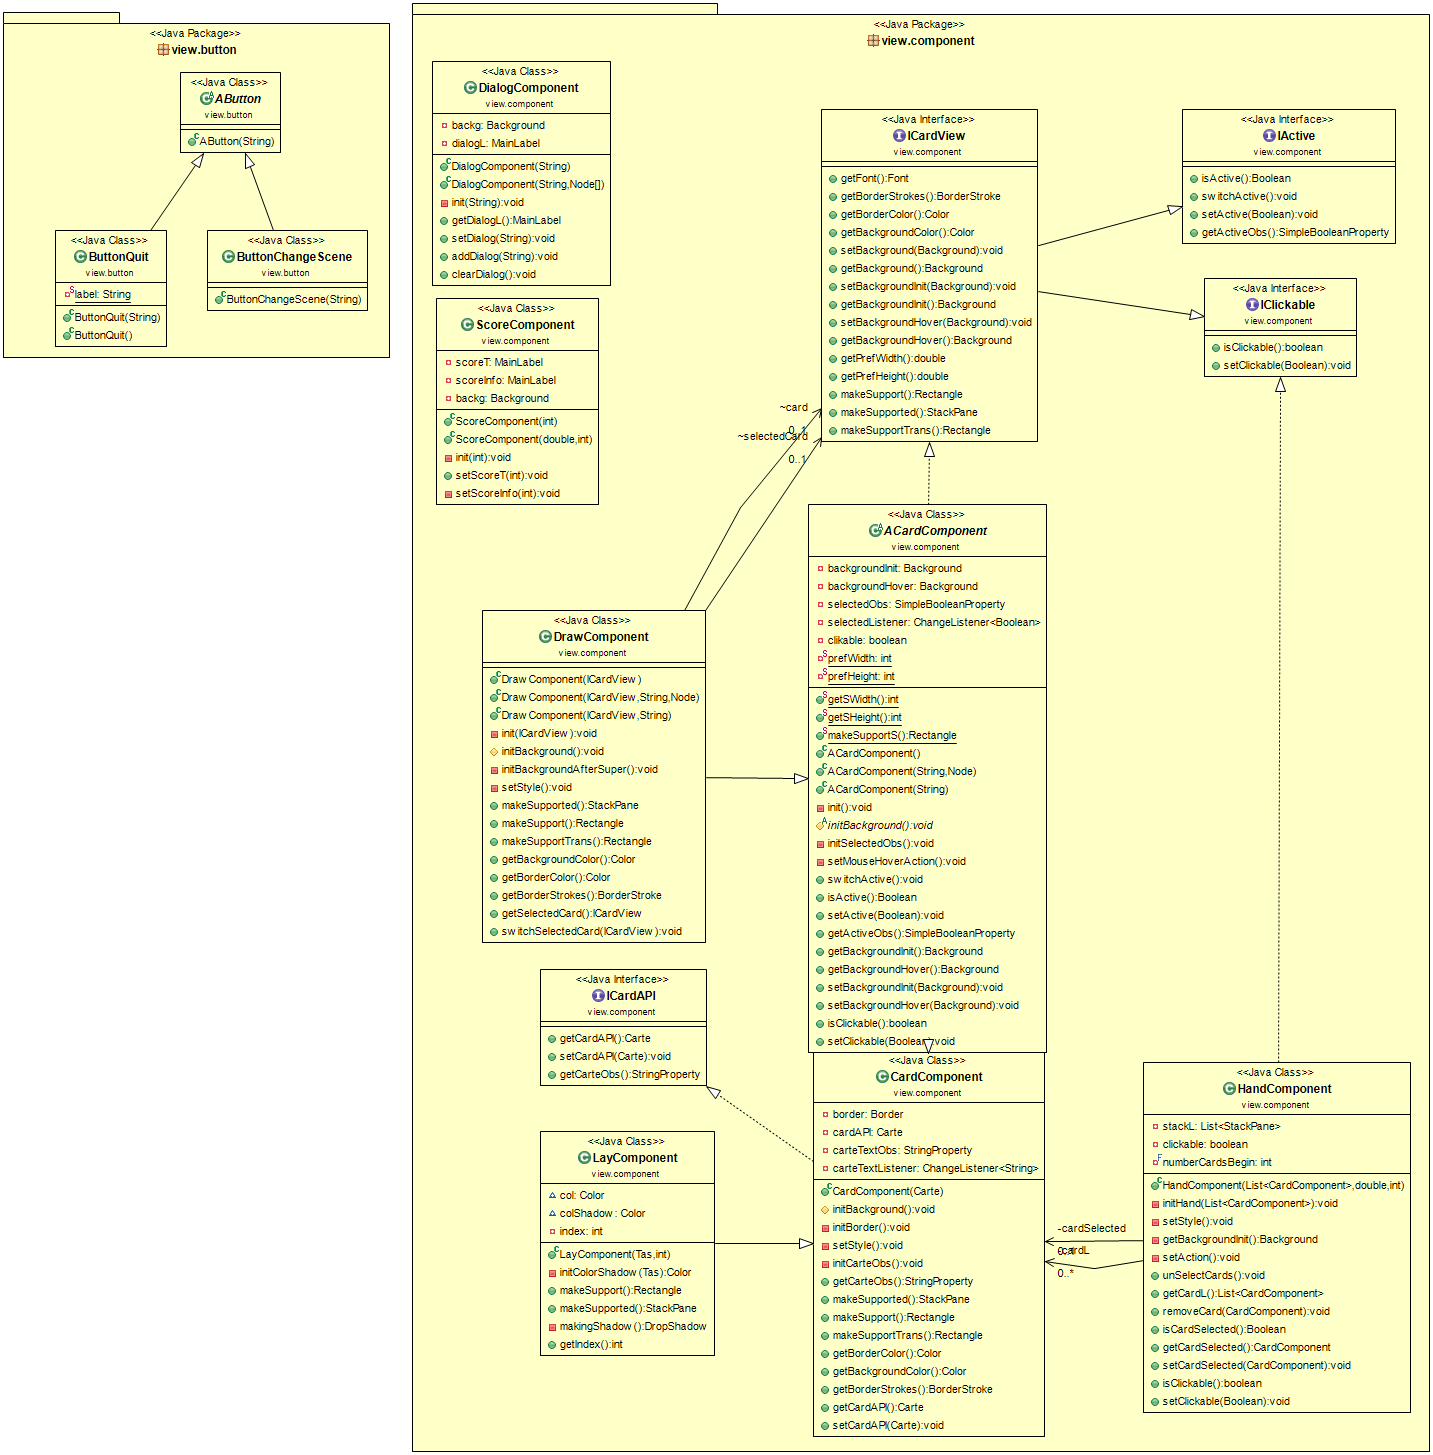 <<Java Package>>
view.button
<<Java Class>>
AButton
view.button
AButton(String)
<<Java Class>>
ButtonQuit
view.button
label: String
ButtonQuit(String)
ButtonQuit()
<<Java Class>>
ButtonChangeScene
view.button
ButtonChangeScene(String)
<<Java Package>>
view.component
<<Java Class>>
DialogComponent
view.component
backg: Background
dialogL: MainLabel
DialogComponent(String)
DialogComponent(String,Node[])
init(String):void
getDialogL():MainLabel
setDialog(String):void
addDialog(String):void
clearDialog():void
<<Java Class>>
ScoreComponent
view.component
scoreT: MainLabel
scoreInfo: MainLabel
backg: Background
ScoreComponent(int)
ScoreComponent(double,int)
init(int):void
setScoreT(int):void
setScoreInfo(int):void
<<Java Interface>>
ICardView
view.component
getFont():Font
getBorderStrokes():BorderStroke
getBorderColor():Color
getBackgroundColor():Color
setBackground(Background):void
getBackground():Background
setBackgroundInit(Background):void
getBackgroundInit():Background
setBackgroundHover(Background):void
getBackgroundHover():Background
getPrefWidth():double
getPrefHeight():double
makeSupport():Rectangle
makeSupported():StackPane
makeSupportTrans():Rectangle
<<Java Interface>>
IActive
view.component
isActive():Boolean
switchActive():void
setActive(Boolean):void
getActiveObs():SimpleBooleanProperty
<<Java Interface>>
IClickable
view.component
isClickable():boolean
setClickable(Boolean):void
~card
0..1
~selectedCard
0..1
<<Java Class>>
DrawComponent
view.component
DrawComponent(ICardView)
DrawComponent(ICardView,String,Node)
DrawComponent(ICardView,String)
init(ICardView):void
initBackground():void
initBackgroundAfterSuper():void
setStyle():void
makeSupported():StackPane
makeSupport():Rectangle
makeSupportTrans():Rectangle
getBackgroundColor():Color
getBorderColor():Color
getBorderStrokes():BorderStroke
getSelectedCard():ICardView
switchSelectedCard(ICardView):void
<<Java Class>>
ACardComponent
view.component
backgroundInit: Background
backgroundHover: Background
selectedObs: SimpleBooleanProperty
selectedListener: ChangeListener<Boolean>
clikable: boolean
prefWidth: int
prefHeight: int
getSWidth():int
getSHeight():int
makeSupportS():Rectangle
ACardComponent()
ACardComponent(String,Node)
ACardComponent(String)
init():void
initBackground():void
initSelectedObs():void
setMouseHoverAction():void
switchActive():void
isActive():Boolean
setActive(Boolean):void
getActiveObs():SimpleBooleanProperty
getBackgroundInit():Background
getBackgroundHover():Background
setBackgroundInit(Background):void
setBackgroundHover(Background):void
isClickable():boolean
setClickable(Boolean):void
<<Java Interface>>
ICardAPI
view.component
getCardAPI():Carte
setCardAPI(Carte):void
getCarteObs():StringProperty
<<Java Class>>
LayComponent
view.component
col: Color
colShadow: Color
index: int
LayComponent(Tas,int)
initColorShadow(Tas):Color
makeSupport():Rectangle
makeSupported():StackPane
makingShadow():DropShadow
getIndex():int
<<Java Class>>
CardComponent
view.component
border: Border
cardAPI: Carte
carteTextObs: StringProperty
carteTextListener: ChangeListener<String>
CardComponent(Carte)
initBackground():void
initBorder():void
setStyle():void
initCarteObs():void
getCarteObs():StringProperty
makeSupported():StackPane
makeSupport():Rectangle
makeSupportTrans():Rectangle
getBorderColor():Color
getBackgroundColor():Color
getBorderStrokes():BorderStroke
getCardAPI():Carte
setCardAPI(Carte):void
-cardSelected
-cardL
0..*
<<Java Class>>
HandComponent
view.component
stackL: List<StackPane>
clickable: boolean
numberCardsBegin: int
HandComponent(List<CardComponent>,double,int)
initHand(List<CardComponent>):void
setStyle():void
getBackgroundInit():Background
setAction():void
unSelectCards():void
getCardL():List<CardComponent>
removeCard(CardComponent):void
isCardSelected():Boolean
getCardSelected():CardComponent
setCardSelected(CardComponent):void
isClickable():boolean
setClickable(Boolean):void